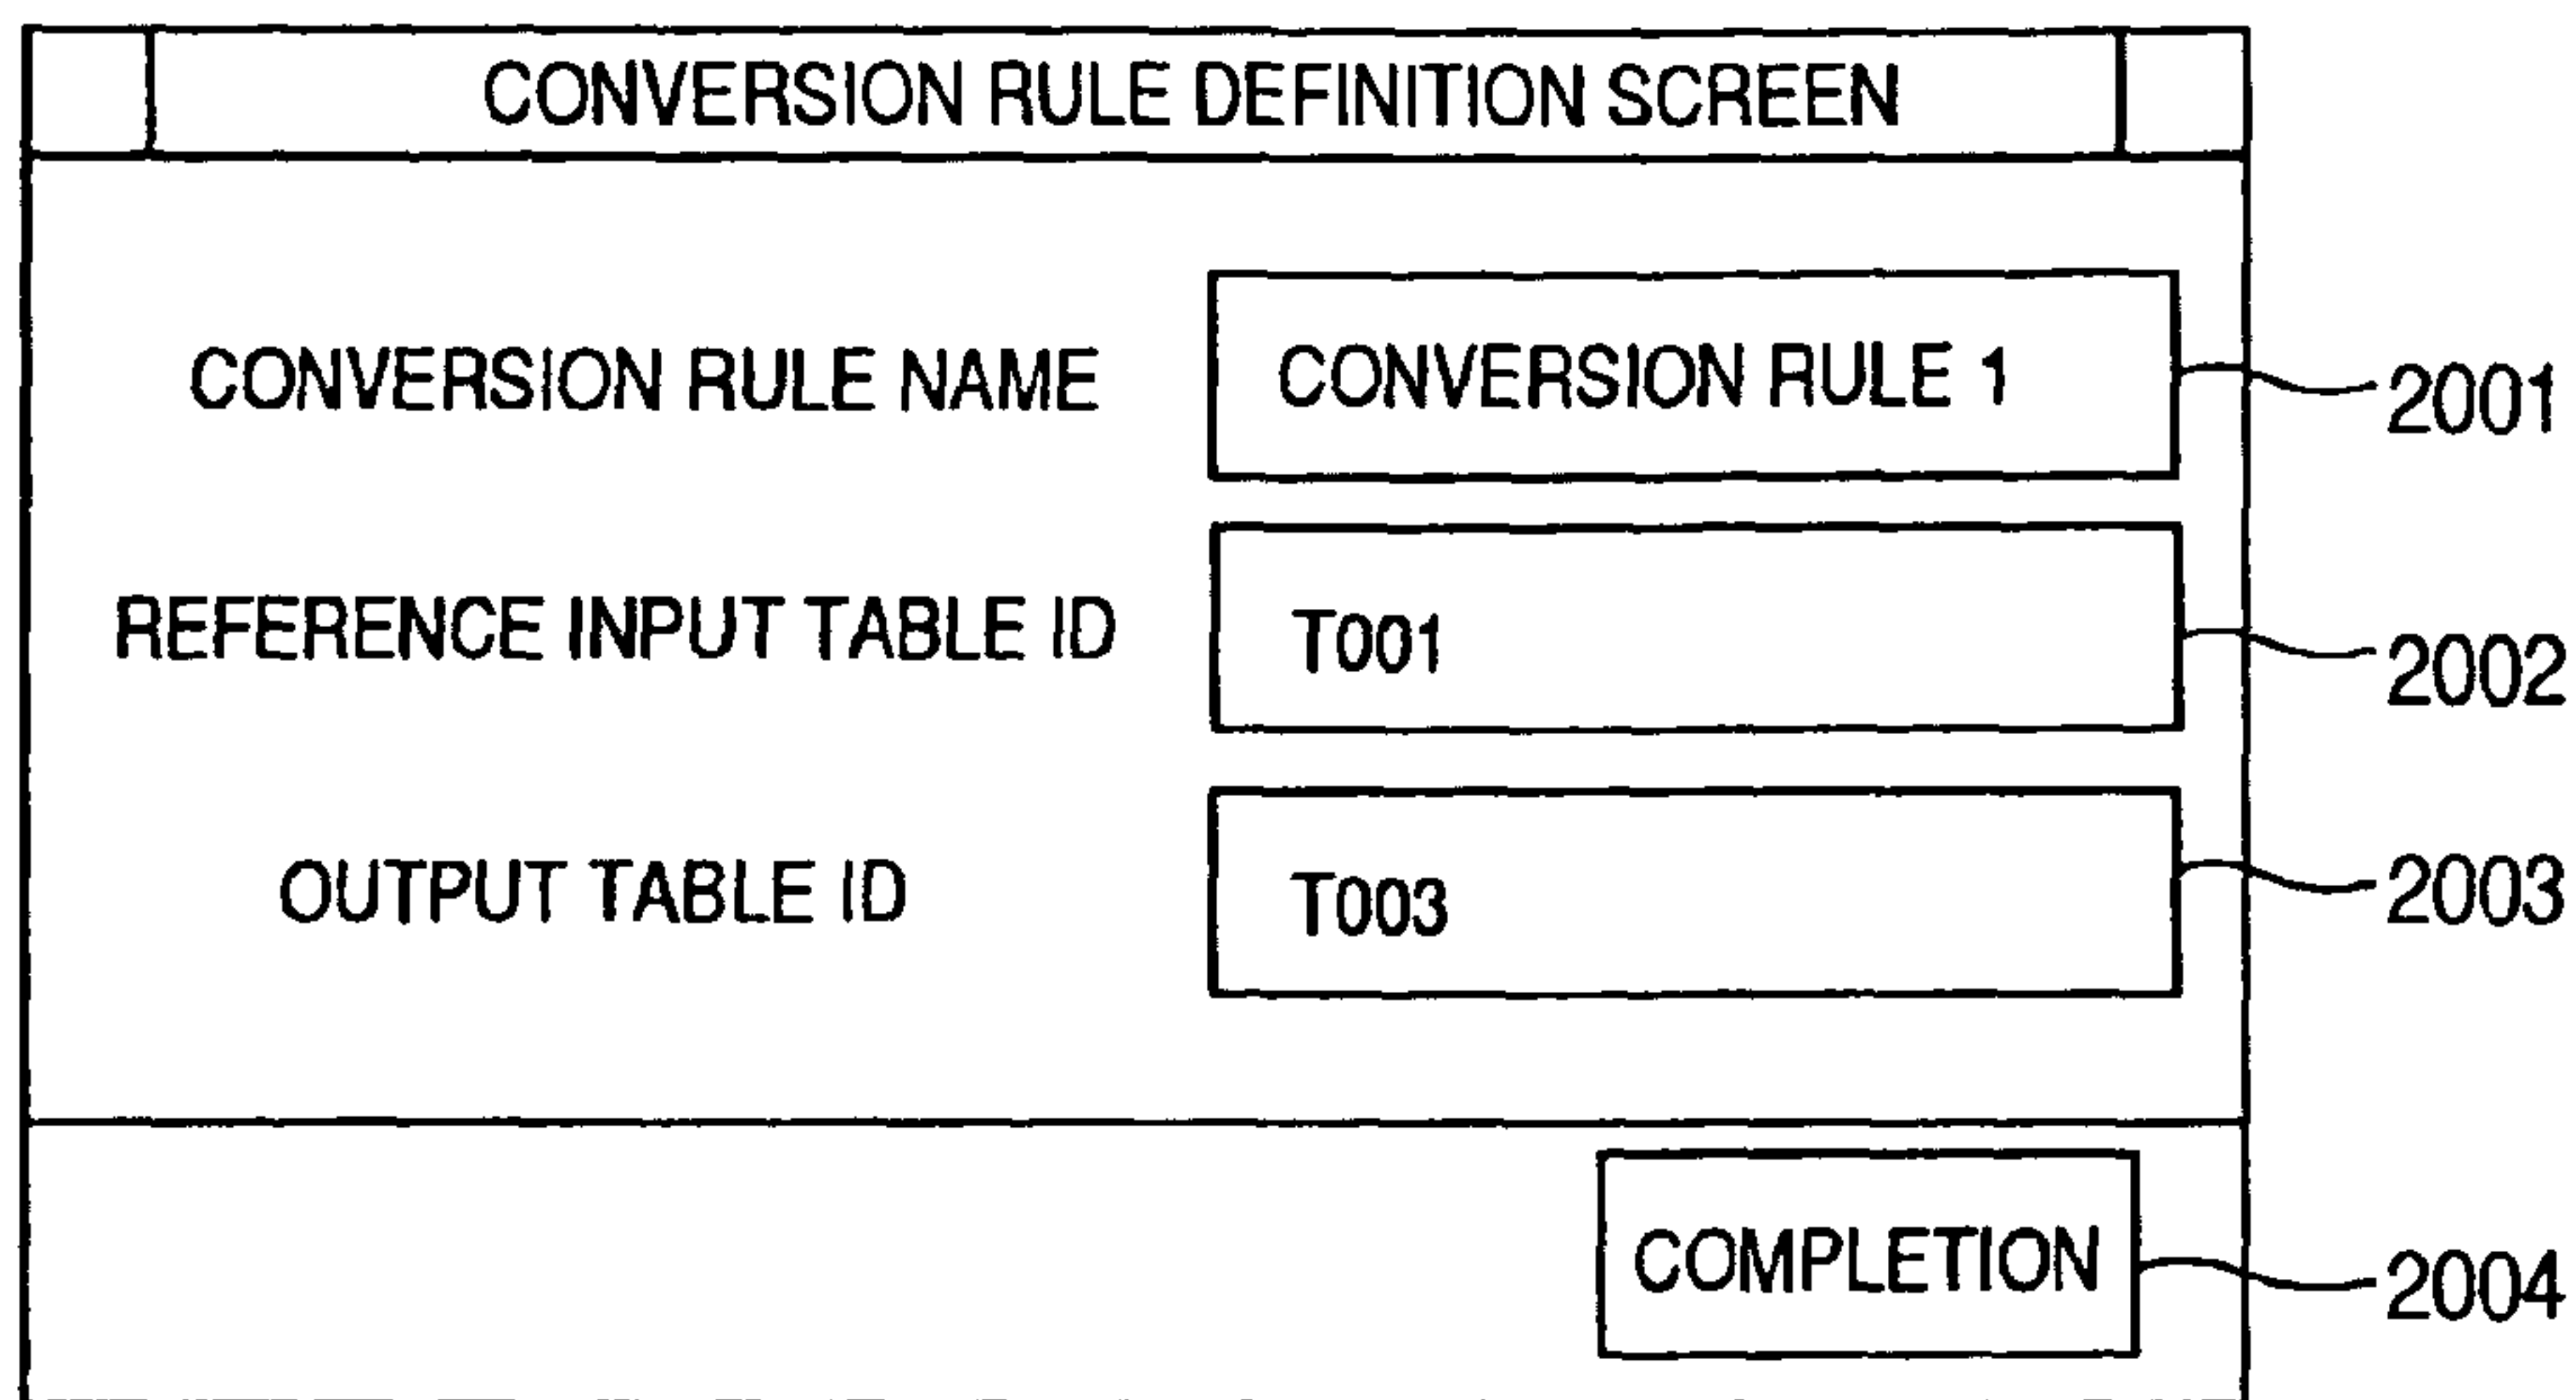 CONVERSION RULE DEFINITION SCREEN
CONVERSION RULE NAME CONVERSION RULE 1 2001
REFERENCE INPUT TABLE ID T001 2002
OUTPUT TABLE ID T003 2003
COMPLETION 2004